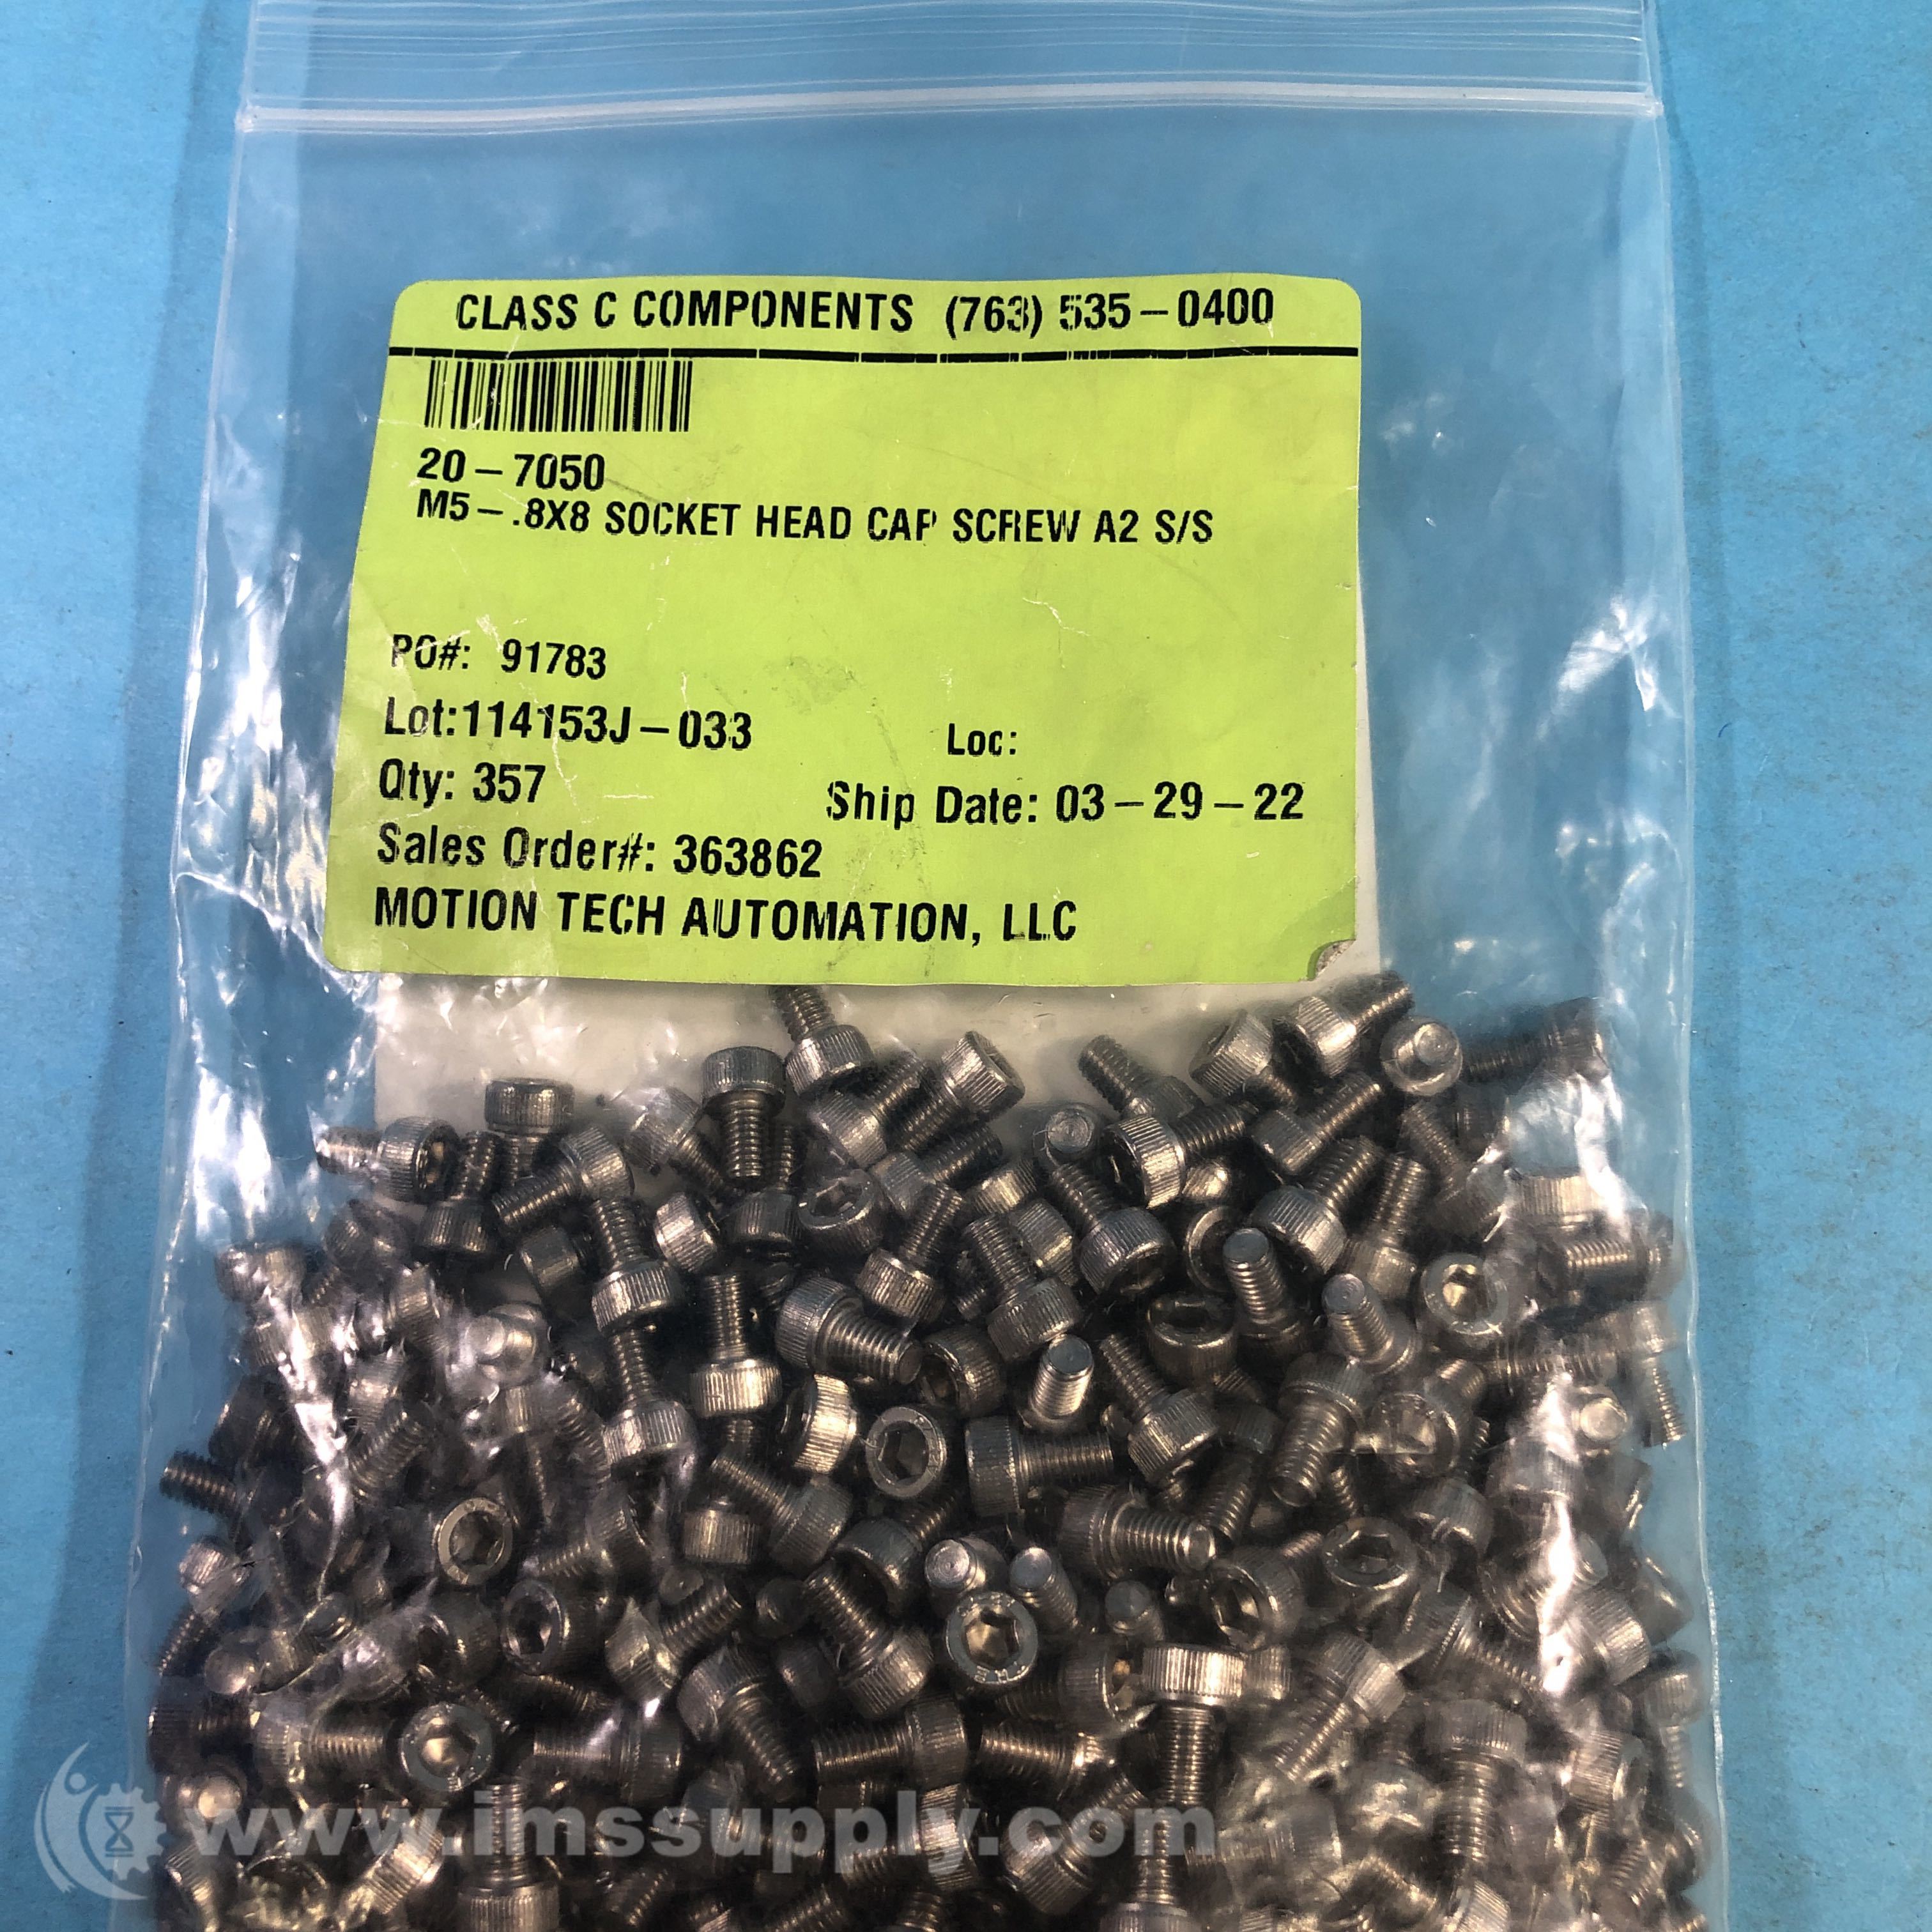 CLASS C COMPONENTS (763) 535-0400
20-7050
M5-.8X8 SOCKET HEAD CAP SCREW A2 S/S
PO#: 91783
Lot:114153J-033 Loc:
Qty: 357 Ship Date: 03-29-22
Sales Order#: 363862
MOTION TECH AUTOMATION, LLC
www.imssupply.com